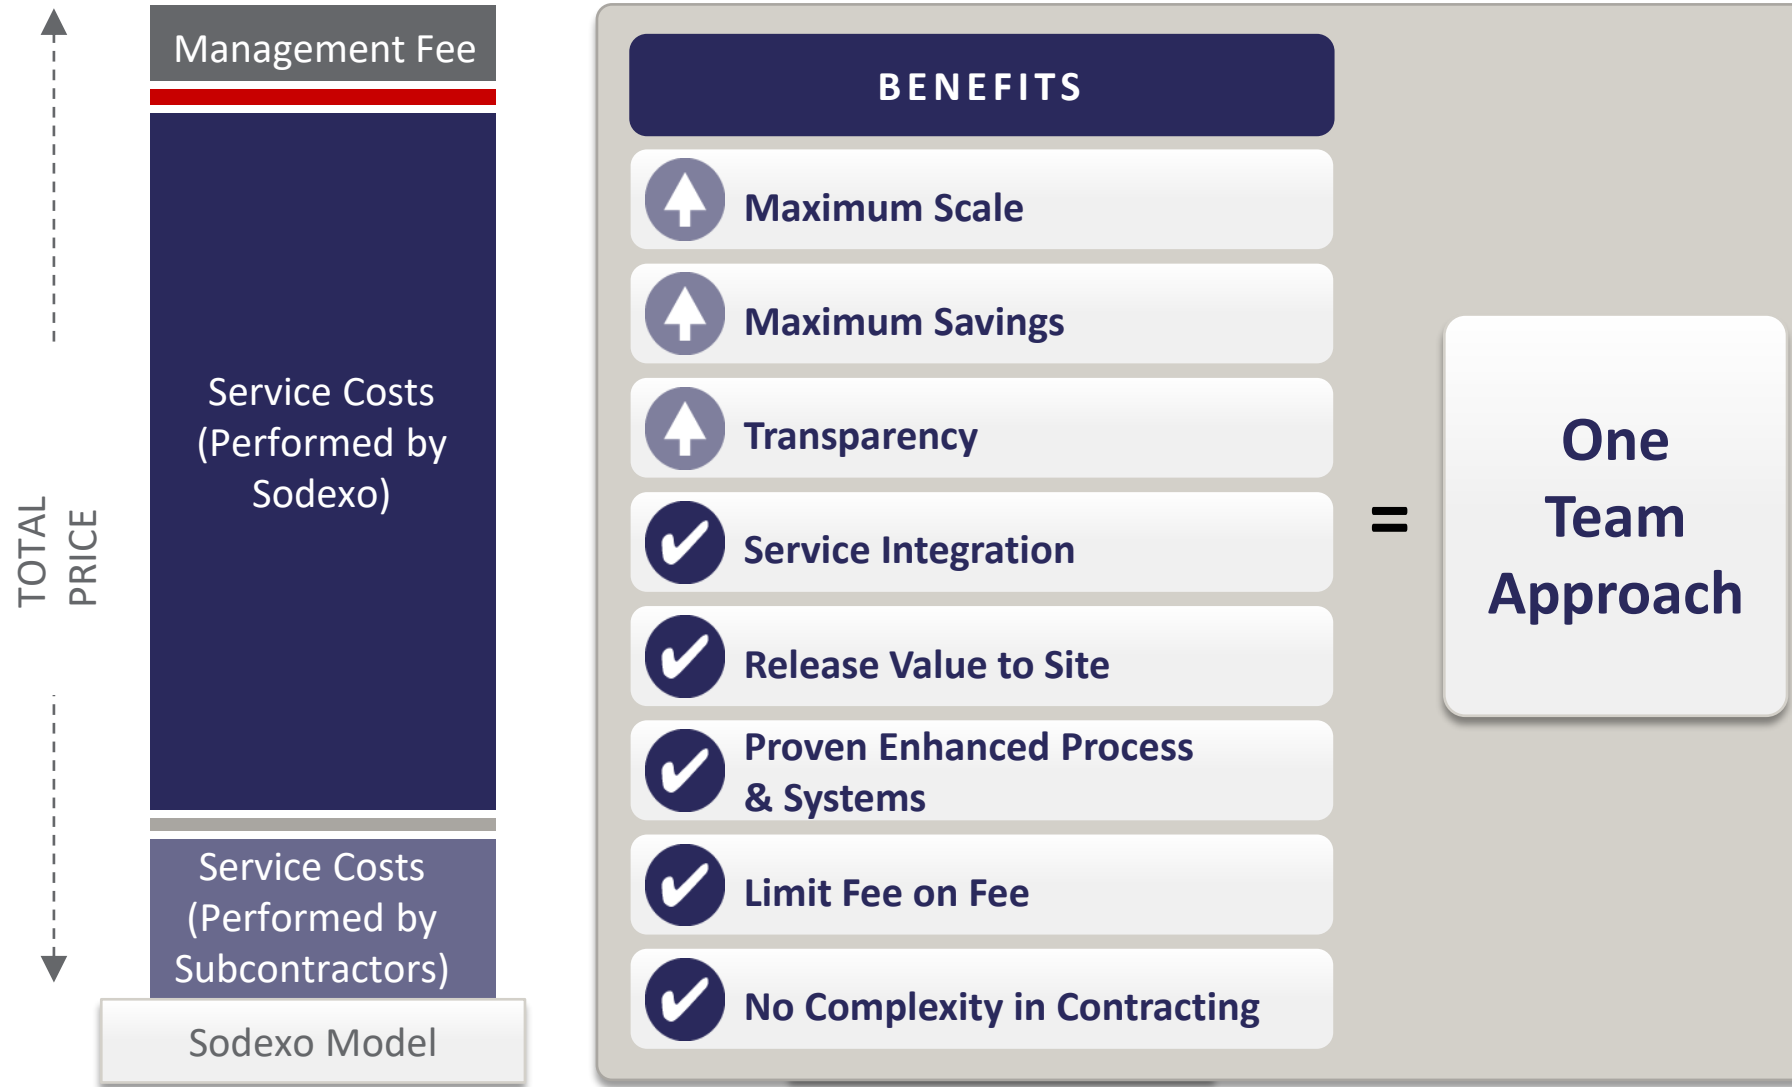 Management Fee
Service Costs
(Performed by
Sodexo)
TOTAL
PRICE
Service Costs
(Performed by
Subcontractors)
Sodexo Model
BENEFITS
Maximum Scale
Maximum Savings
Transparency
Service Integration
Release Value to Site
Proven Enhanced Process
& Systems
Limit Fee on Fee
No Complexity in Contracting
=
One
Team
Approach